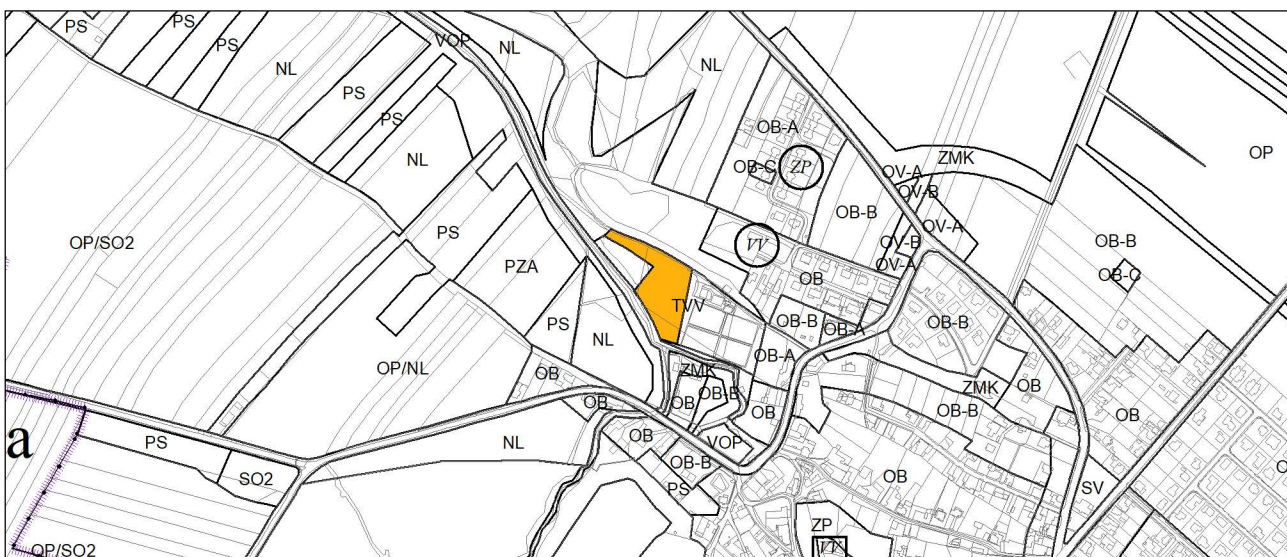 PS
PS
PS
VOP
NL
NL
NL
PS
PS
NL
OB-A
OB-C
ZP
OB-B
OV-A
ZMK
OV-B
OP
OP/SO2
PS
PZA
VV
OV-A
OV-B
OV-A
OB
OB-B
OB-C
TVV
OB-B
OB-A
OB-B
PS
NL
OP/NL
OB
OB
ZMK
OB
OB-B
OB-A
OB
ZMK
OB
OB-B
OB
a
PS
SO2
NL
OB
OB-B
VOP
PS
OB
SV
O
OP/SO2
ZP
VV